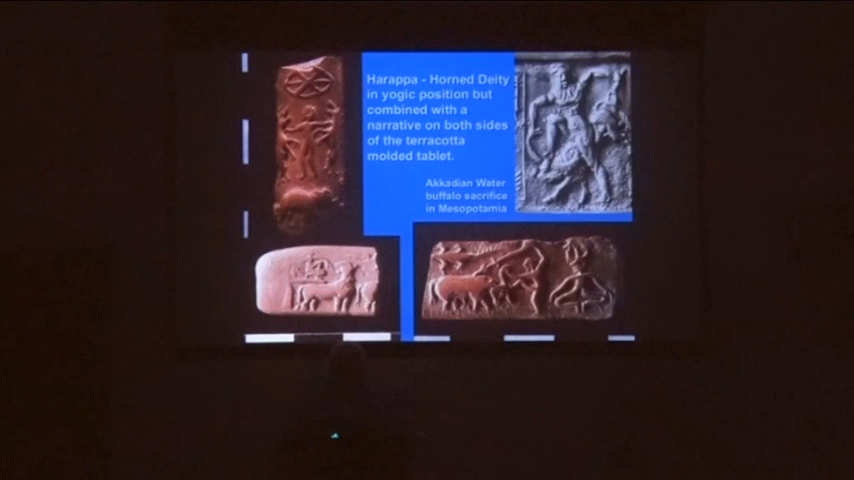 Harappa - Horned Deity
in yogic position but
combined with a
narrative on both sides
of the terracotta
molded tablet.
Akkadian Water
buffalo sacrifice
in Mesopotamia